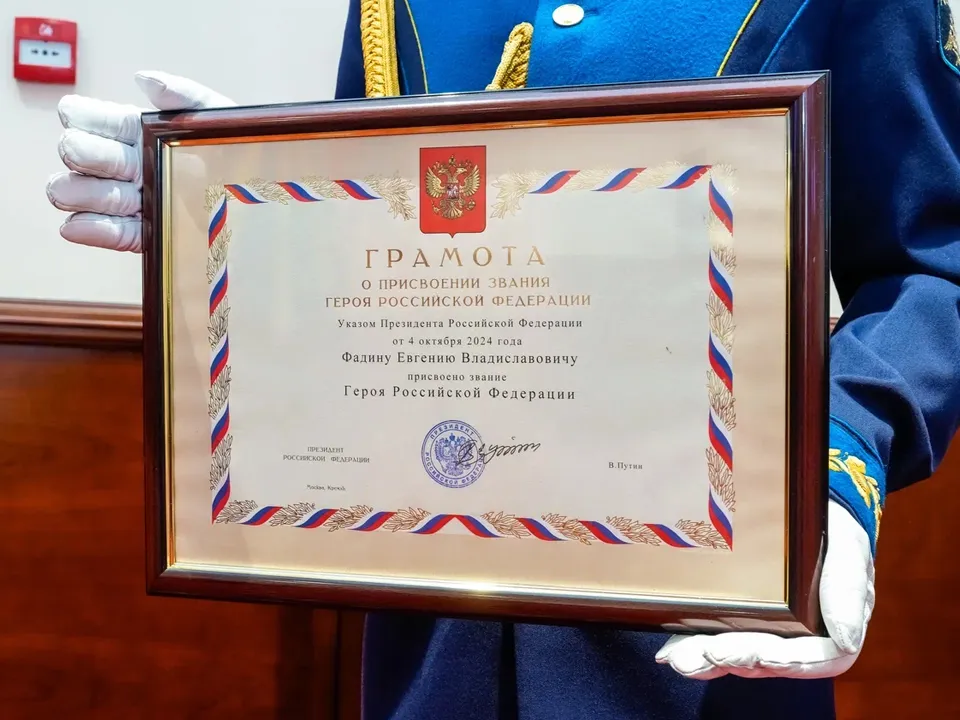 ГРАМОТА
О ПРИСВОЕНИИ ЗВАНИЯ
ГЕРОЯ РОССИЙСКОЙ ФЕДЕРАЦИИ
Указом Президента Российской Федерации
от 4 октября 2024 года
Фадину Евгению Владиславовичу
присвоено звание
Героя Российской Федерации
ПРЕЗИДЕНТ
РОССИЙСКОЙ ФЕДЕРАЦИИ
ПРЕЗИДЕНТ
В.Путин
Москва, Кремль